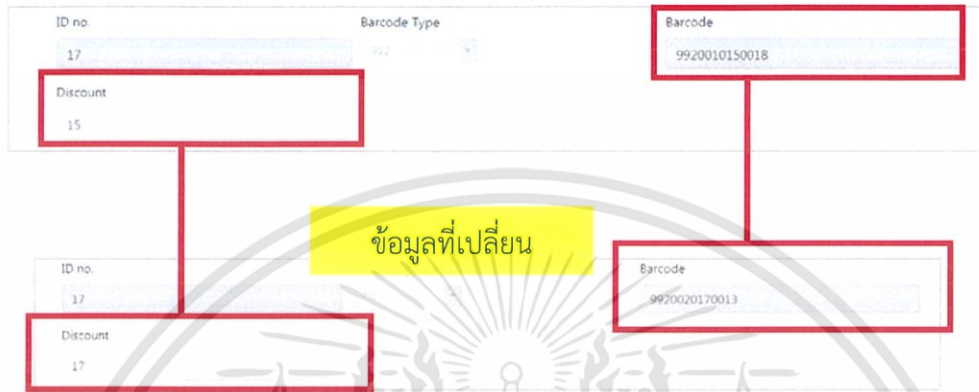 ID no. Barcode Type Barcode
17 992 9920010150018
Discount
15
ข้อมูลที่เปลี่ยน
ID no. Barcode
17 9920020170013
Discount
17